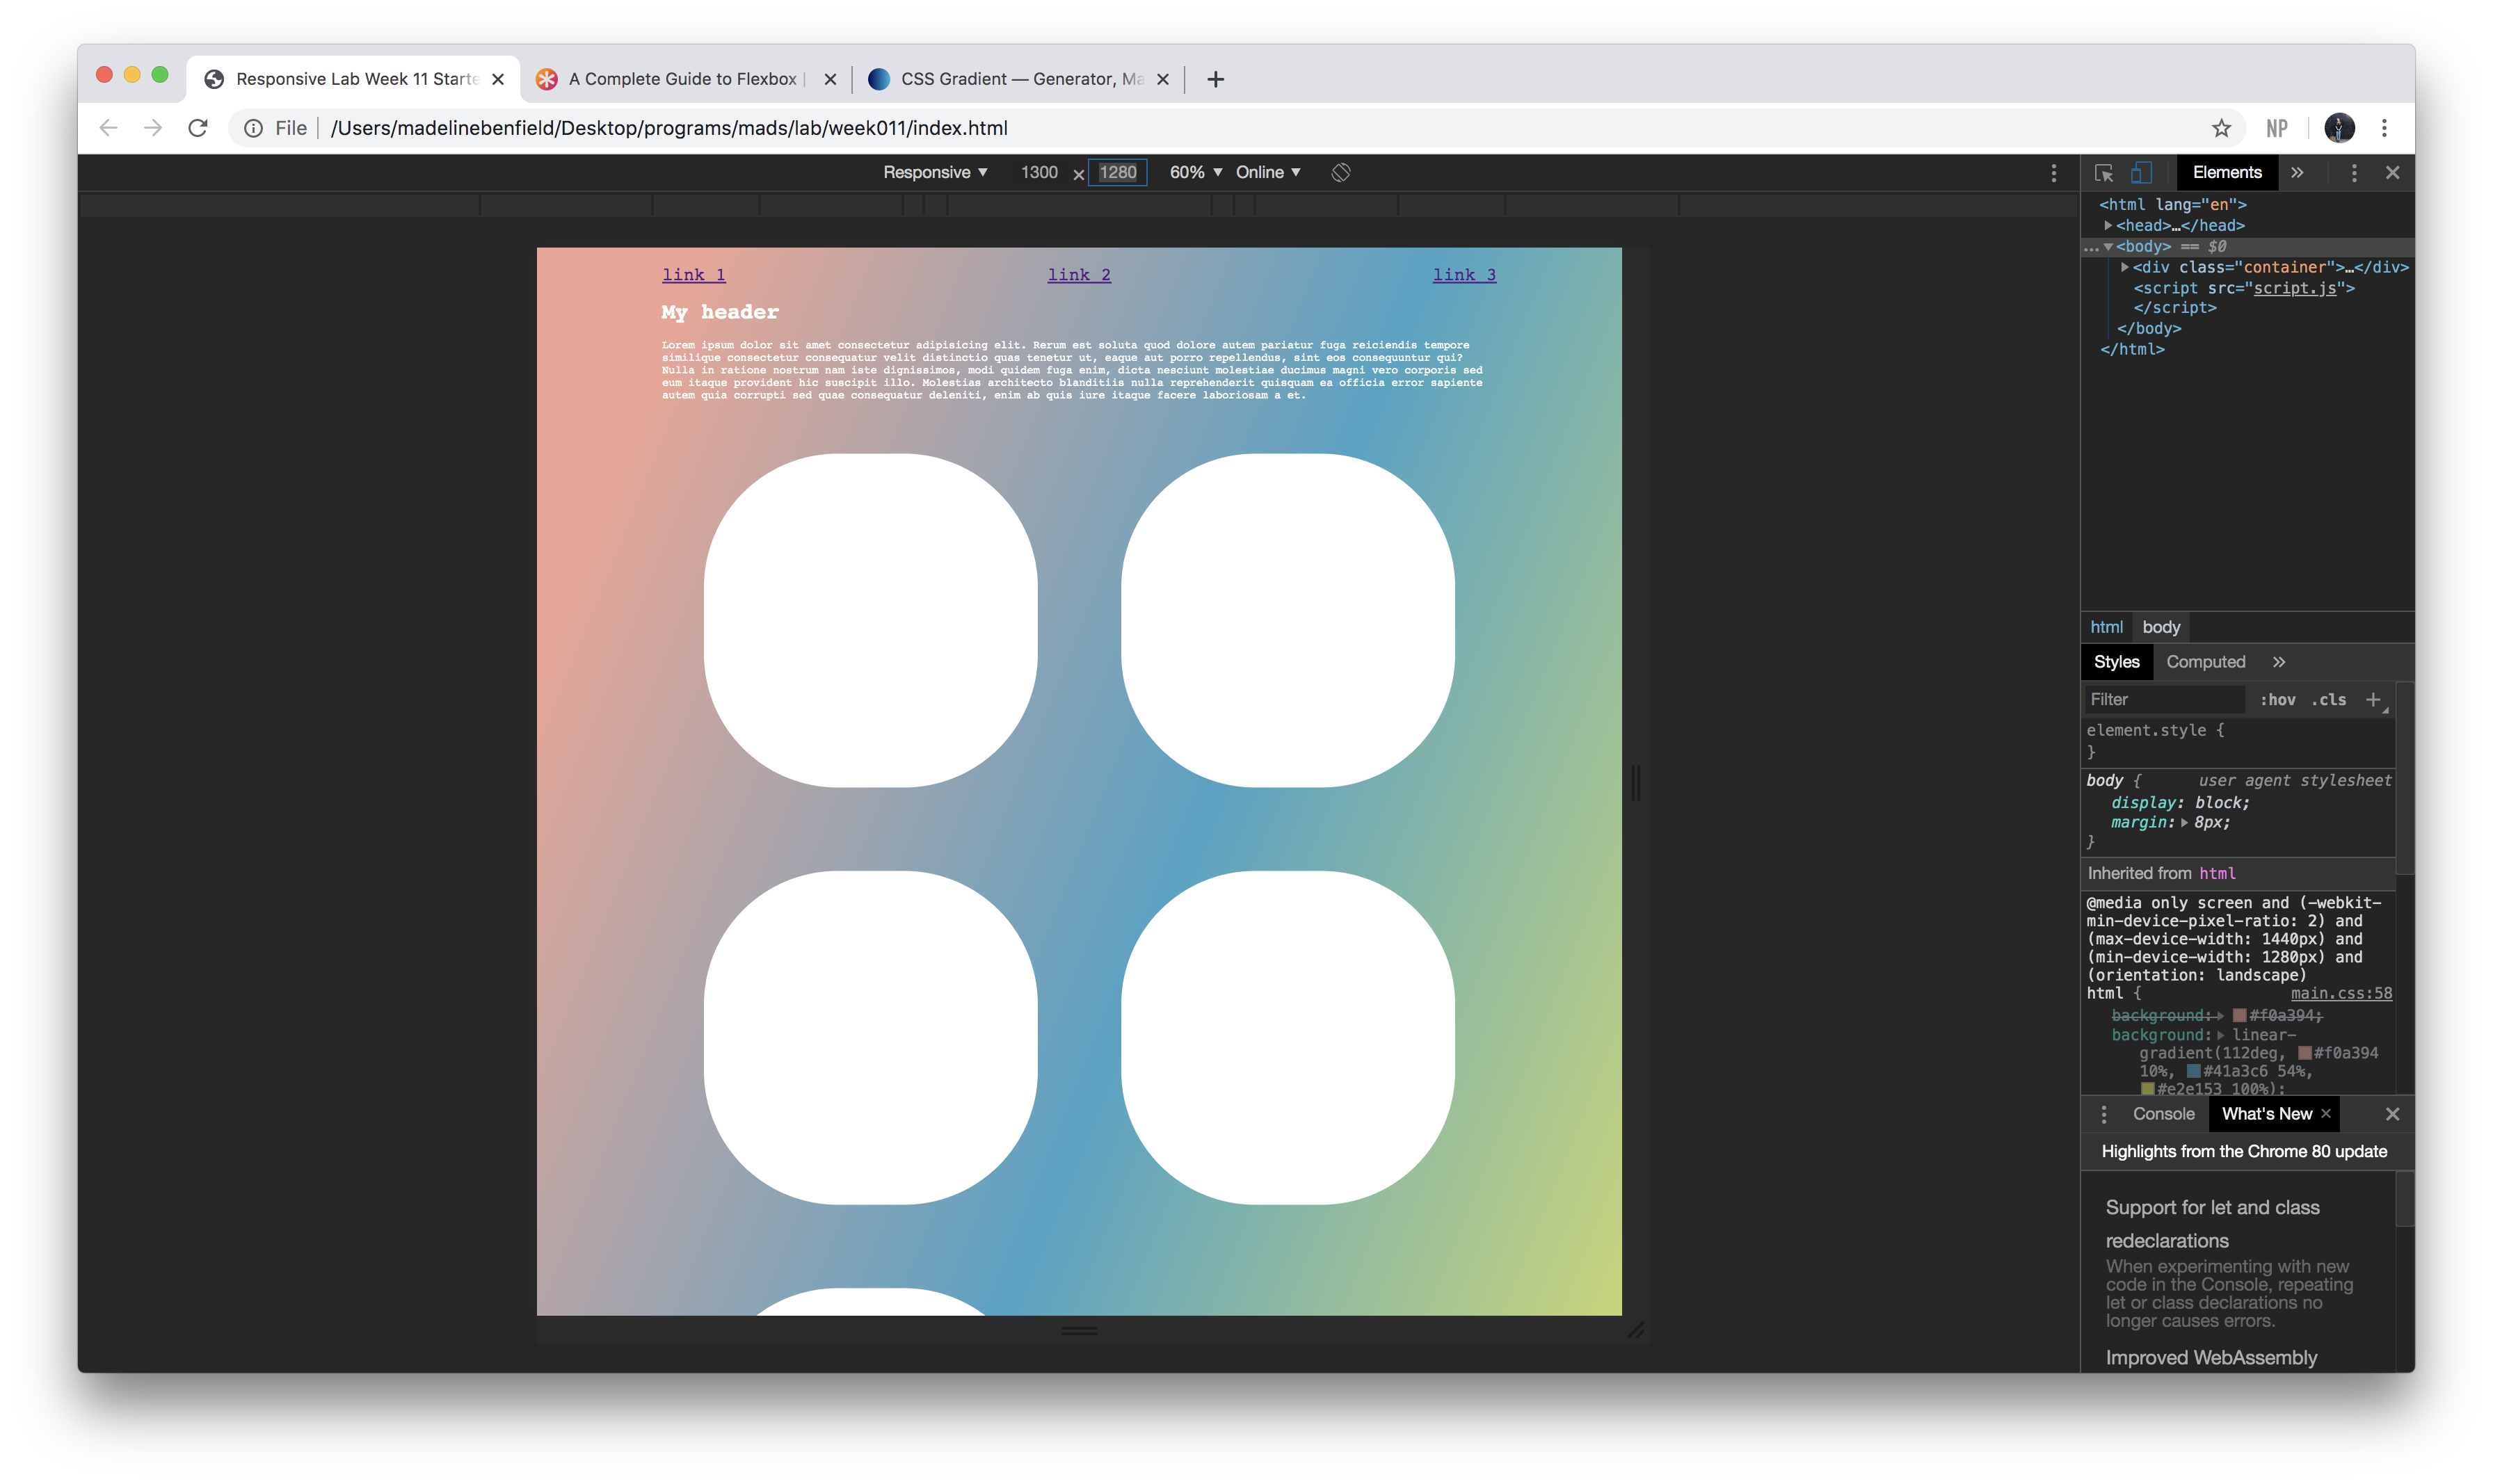 Responsive Lab Week 11 Starte
A Complete Guide to Flexbox |
CSS Gradient — Generator, Ma
File
/Users/madelinebenfield/Desktop/programs/mads/lab/week011/index.html
NP
Responsive ▼ 1300 × 1280 60% ▼ Online ▼
Elements »
<html lang="en">
<head>…</head>
… <body> == $0
<div class="container">…</div>
<script src="script.js">
</script>
</body>
</html>
link 1
link 2
link 3
My header
Lorem ipsum dolor sit amet consectetur adipisicing elit. Rerum est soluta quod dolore autem pariatur fuga reiciendis tempore
similique consectetur consequatur velit distinctio quas tenetur ut, eaque aut porro repellendus, sint eos consequuntur qui?
Nulla in ratione nostrum nam iste dignissimos, modi quidem fuga enim, dicta nesciunt molestiae ducimus magni vero corporis sed
eum itaque provident hic suscipit illo. Molestias architecto blanditiis nulla reprehenderit quisquam ea officia error sapiente
autem quia corrupti sed quae consequatur deleniti, enim ab quis iure itaque facere laboriosam a et.
html body
Styles Computed »
Filter :hov .cls +
element.style {
}
body { user agent stylesheet
display: block;
margin: 8px;
}
Inherited from html
@media only screen and (-webkit-
min-device-pixel-ratio: 2) and
(max-device-width: 1440px) and
(min-device-width: 1280px) and
(orientation: landscape)
html { main.css:58
background: #f0a394;
background: linear-
gradient(112deg, #f0a394
10%, #41a3c6 54%,
#e2e153 100%);
Console What's New
Highlights from the Chrome 80 update
Support for let and class
redeclarations
When experimenting with new
code in the Console, repeating
let or class declarations no
longer causes errors.
Improved WebAssembly